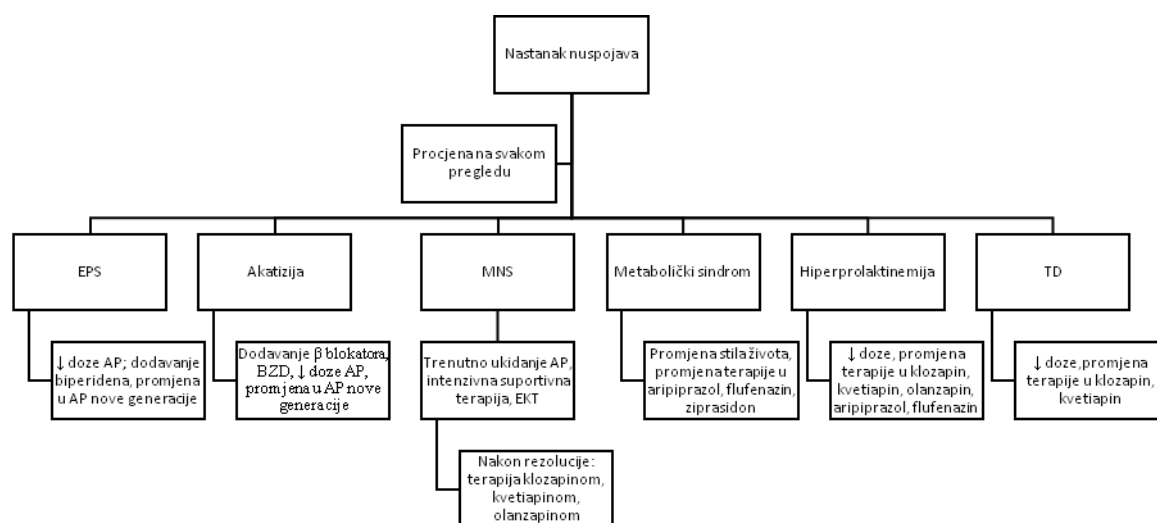 Nastanak nuspojava
Procjena na svakom
pregledu
EPS
↓ doze AP; dodavanje
biperidena, promjena
u AP nove generacije
Akatizija
Dodavanje β blokatora,
BZD, ↓ doze AP,
promjena u AP nove
generacije
MNS
Trenutno ukidanje AP,
intenzivna suportivna
terapija, EKT
Nakon rezolucije:
terapija klozapinom,
kvetiapinom,
olanzapinom
Metabolički sindrom
Promjena stila života,
promjena terapije u
aripiprazol, flufenazin,
ziprasidon
Hiperprolaktinemija
↓ doze, promjena
terapije u klozapin,
kvetiapin, olanzapin,
aripiprazol, flufenazin
TD
↓ doze, promjena
terapije u klozapin,
kvetiapin